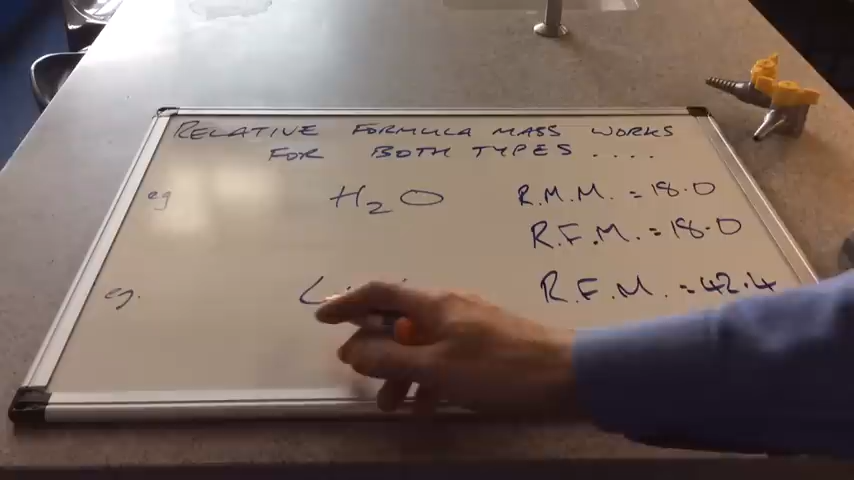 RELATIVE FORMULA MASS WORKS
FOR BOTH TYPES ....
eg H₂O R.M.M. = 18.0
R.F.M. = 18.0
eg. R.F.M. = 42.4